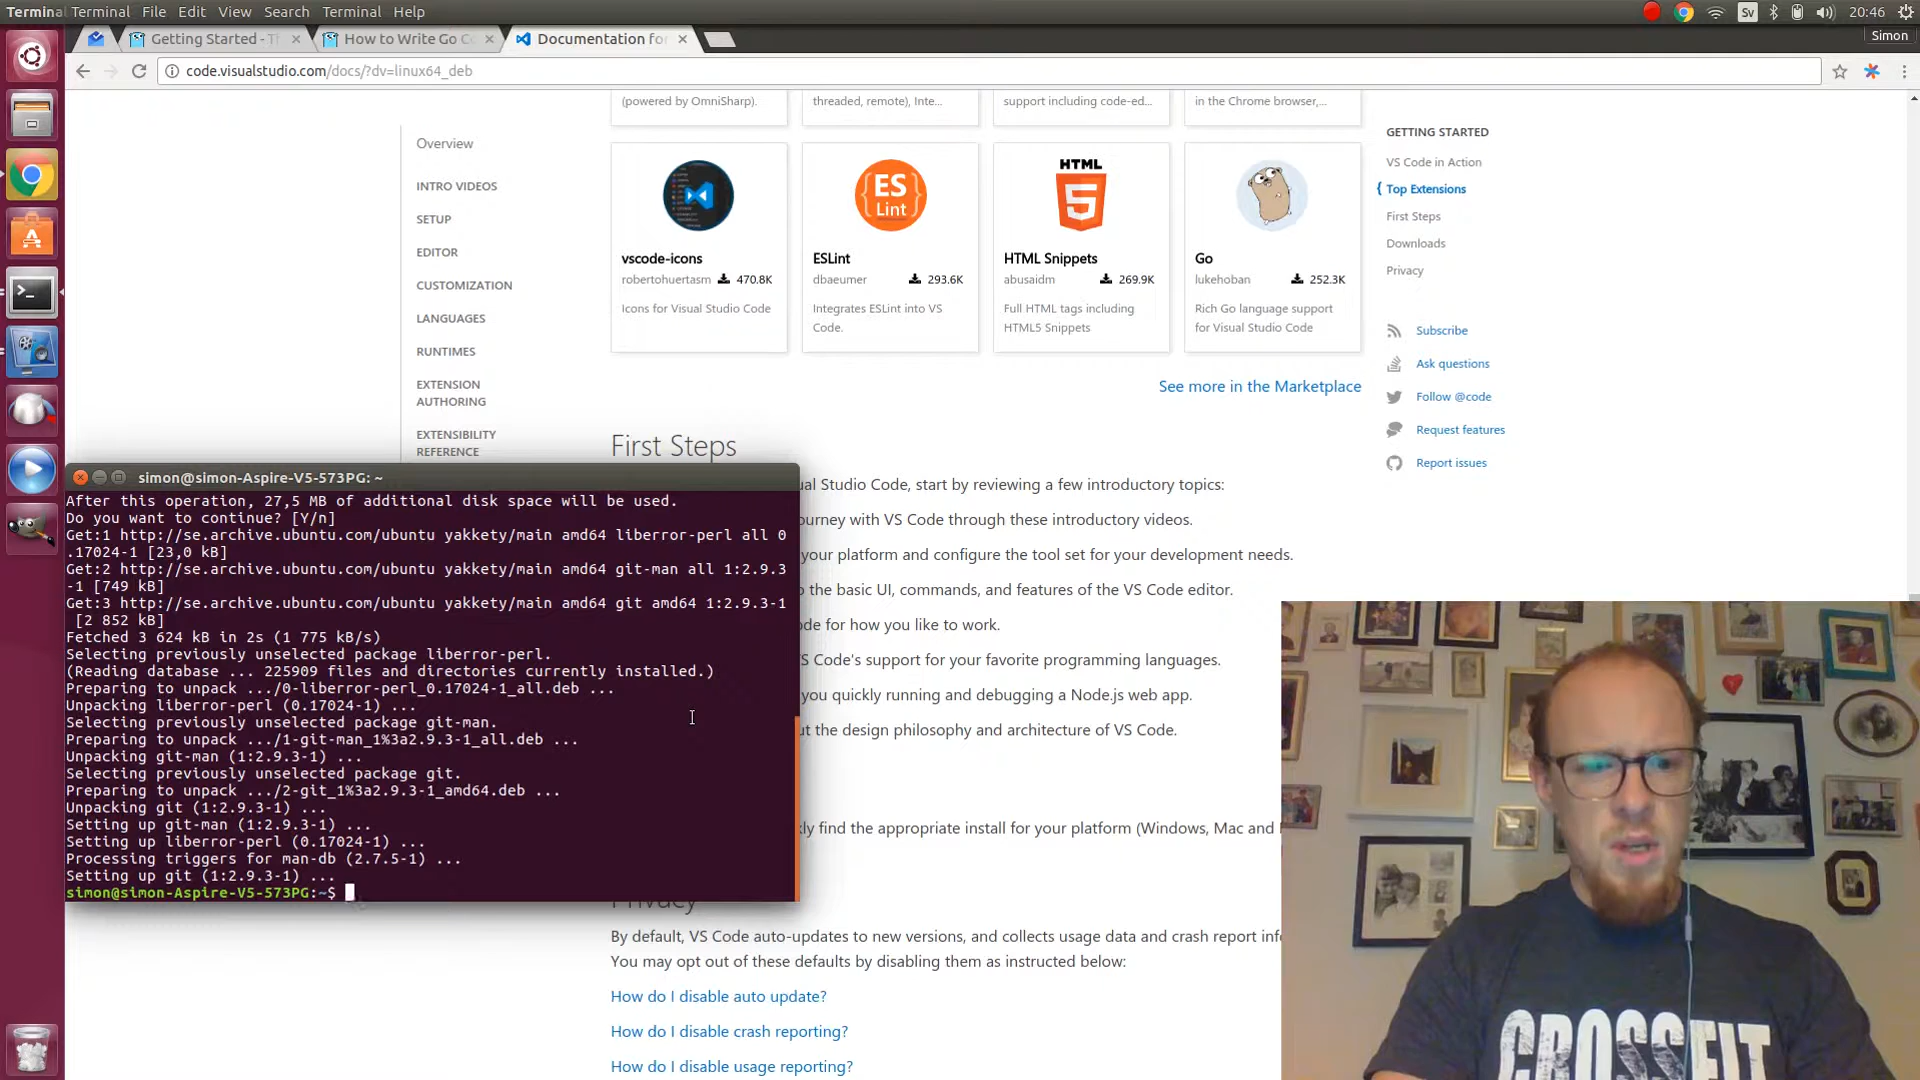 Terminal Terminal File Edit View Search Terminal Help
Sv 20:46
Simon
Getting Started - T
How to Write Go C
Documentation for
code.visualstudio.com/docs/?dv=linux64_deb
(powered by OmniSharp).
threaded, remote), Inte...
support including code-ed...
in the Chrome browser,...
Overview
INTRO VIDEOS
SETUP
EDITOR
CUSTOMIZATION
LANGUAGES
RUNTIMES
EXTENSION
AUTHORING
EXTENSIBILITY
REFERENCE
vscode-icons
robertohuertasm 470.8K
Icons for Visual Studio Code
ES
Lint
ESLint
dbaeumer 293.6K
Integrates ESLint into VS
Code.
HTML
5
HTML Snippets
abusaidm 269.9K
Full HTML tags including
HTML5 Snippets
Go
lukehoban 252.3K
Rich Go language support
for Visual Studio Code
See more in the Marketplace
GETTING STARTED
VS Code in Action
{ Top Extensions
First Steps
Downloads
Privacy
Subscribe
Ask questions
Follow @code
Request features
Report issues
First Steps
ual Studio Code, start by reviewing a few introductory topics:
ourney with VS Code through these introductory videos.
your platform and configure the tool set for your development needs.
o the basic UI, commands, and features of the VS Code editor.
ode for how you like to work.
VS Code's support for your favorite programming languages.
you quickly running and debugging a Node.js web app.
ut the design philosophy and architecture of VS Code.
kly find the appropriate install for your platform (Windows, Mac and
Privacy
By default, VS Code auto-updates to new versions, and collects usage data and crash report inf
You may opt out of these defaults by disabling them as instructed below:
How do I disable auto update?
How do I disable crash reporting?
How do I disable usage reporting?
simon@simon-Aspire-V5-573PG: ~
After this operation, 27,5 MB of additional disk space will be used.
Do you want to continue? [Y/n]
Get:1 http://se.archive.ubuntu.com/ubuntu yakkety/main amd64 liberror-perl all 0
.17024-1 [23,0 kB]
Get:2 http://se.archive.ubuntu.com/ubuntu yakkety/main amd64 git-man all 1:2.9.3
-1 [749 kB]
Get:3 http://se.archive.ubuntu.com/ubuntu yakkety/main amd64 git amd64 1:2.9.3-1
[2 852 kB]
Fetched 3 624 kB in 2s (1 775 kB/s)
Selecting previously unselected package liberror-perl.
(Reading database ... 225909 files and directories currently installed.)
Preparing to unpack .../0-liberror-perl_0.17024-1_all.deb ...
Unpacking liberror-perl (0.17024-1) ...
Selecting previously unselected package git-man.
Preparing to unpack .../1-git-man_1%3a2.9.3-1_all.deb ...
Unpacking git-man (1:2.9.3-1) ...
Selecting previously unselected package git.
Preparing to unpack .../2-git_1%3a2.9.3-1_amd64.deb ...
Unpacking git (1:2.9.3-1) ...
Setting up git-man (1:2.9.3-1) ...
Setting up liberror-perl (0.17024-1) ...
Processing triggers for man-db (2.7.5-1) ...
Setting up git (1:2.9.3-1) ...
simon@simon-Aspire-V5-573PG:~$
CROSSFIT